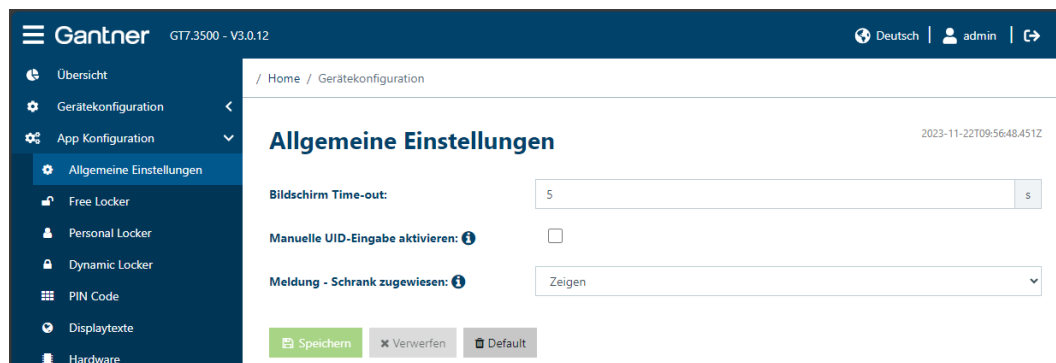 Gantner GT7.3500 - V3.0.12 Deutsch admin
Übersicht
Gerätekonfiguration
App Konfiguration
Allgemeine Einstellungen
Free Locker
Personal Locker
Dynamic Locker
PIN Code
Displaytexte
Hardware
/ Home / Gerätekonfiguration
Allgemeine Einstellungen 2023-11-22T09:56:48.451Z
Bildschirm Time-out: 5 s
Manuelle UID-Eingabe aktivieren:
Meldung - Schrank zugewiesen: Zeigen
Speichern Verwerfen Default